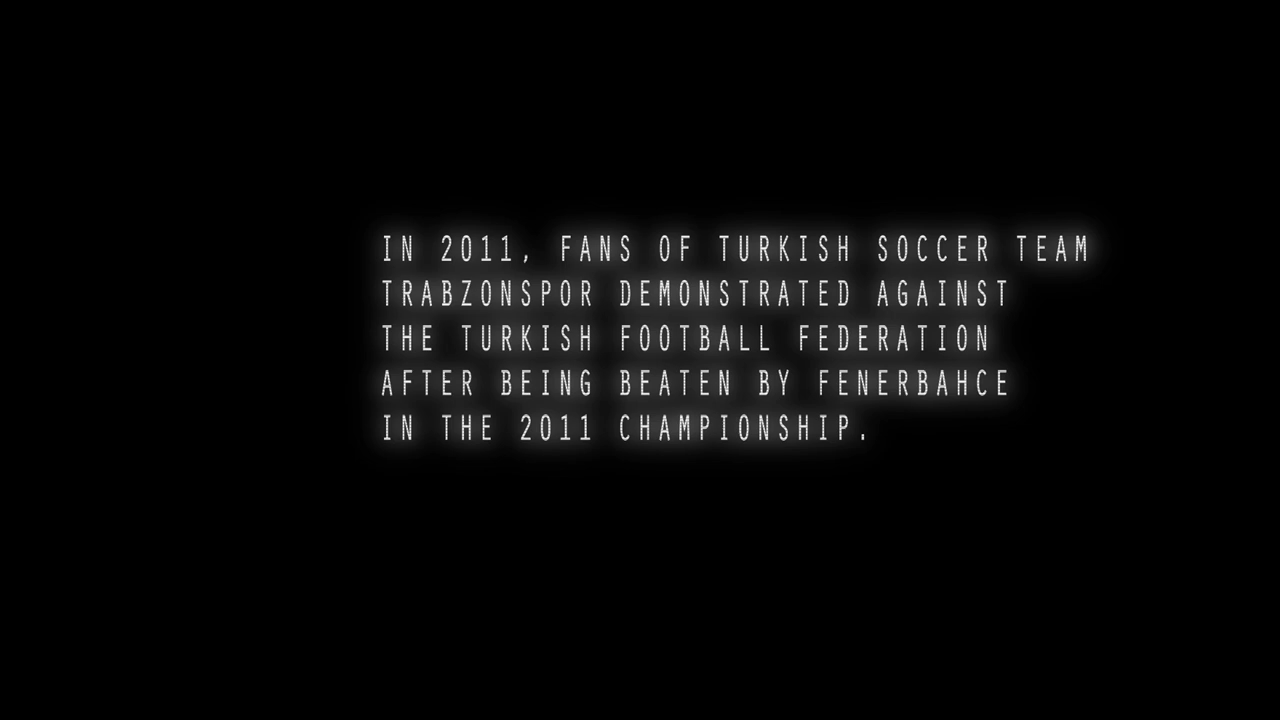 IN 2011, FANS OF TURKISH SOCCER TEAM
TRABZONSPOR DEMONSTRATED AGAINST
THE TURKISH FOOTBALL FEDERATION
AFTER BEING BEATEN BY FENERBAHCE
IN THE 2011 CHAMPIONSHIP.